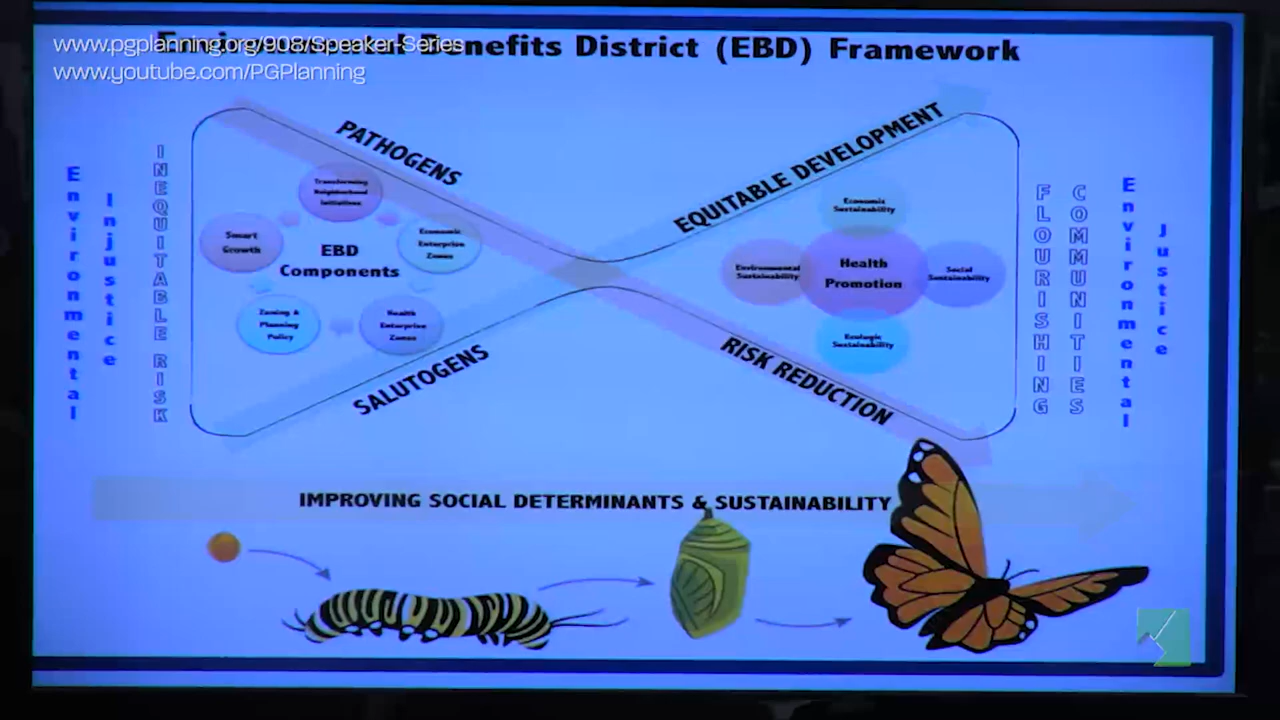 www.pgplanning.org/908/Speaker-Series
www.youtube.com/PGPlanning
Environmental Benefits District (EBD) Framework
Environmental
Injustice
INEQUITABLE RISK
PATHOGENS
SALUTOGENS
Transforming
Neighborhood
Initiatives
Smart
Growth
Economic
Enterprise
Zones
EBD
Components
Zoning &
Planning
Policy
Health
Enterprise
Zones
EQUITABLE DEVELOPMENT
RISK REDUCTION
Economic
Sustainability
Environmental
Sustainability
Health
Promotion
Social
Sustainability
Ecologic
Sustainability
FLOURISHING
COMMUNITIES
Environmental
Justice
IMPROVING SOCIAL DETERMINANTS & SUSTAINABILITY